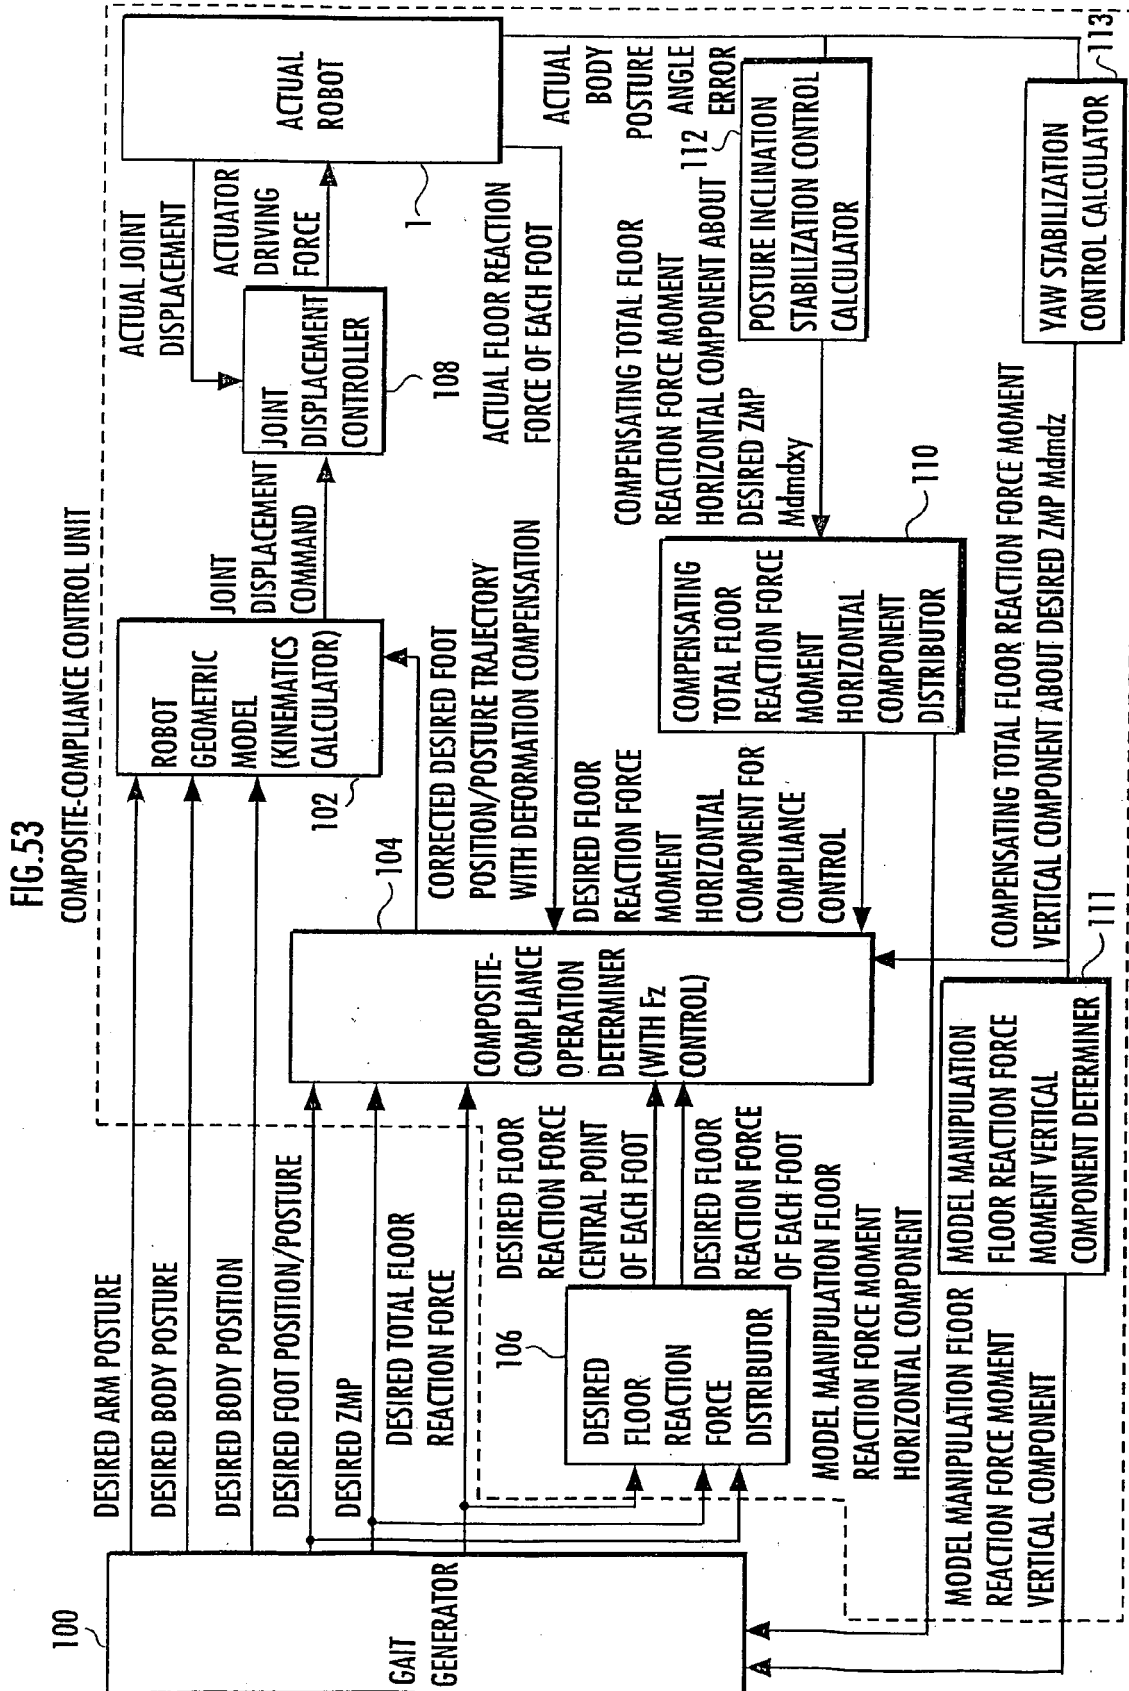 FIG.53
COMPOSITE-COMPLIANCE CONTROL UNIT
100
GAIT
GENERATOR
DESIRED ARM POSTURE
DESIRED BODY POSTURE
DESIRED BODY POSITION
DESIRED FOOT POSITION/POSTURE
DESIRED ZMP
DESIRED TOTAL FLOOR
REACTION FORCE
106
DESIRED
FLOOR
REACTION
FORCE
DISTRIBUTOR
DESIRED FLOOR
REACTION FORCE
CENTRAL POINT
OF EACH FOOT
DESIRED FLOOR
REACTION FORCE
OF EACH FOOT
MODEL MANIPULATION FLOOR
REACTION FORCE MOMENT
HORIZONTAL COMPONENT
MODEL MANIPULATION FLOOR
REACTION FORCE MOMENT
VERTICAL COMPONENT
ROBOT
GEOMETRIC
MODEL
(KINEMATICS
CALCULATOR)
102
104
COMPOSITE-
COMPLIANCE
OPERATION
DETERMINER
(WITH Fz
CONTROL)
CORRECTED DESIRED FOOT
POSITION/POSTURE TRAJECTORY
WITH DEFORMATION COMPENSATION
JOINT
DISPLACEMENT
COMMAND
JOINT
DISPLACEMENT
CONTROLLER
108
ACTUAL JOINT
DISPLACEMENT
ACTUATOR
DRIVING
FORCE
ACTUAL
ROBOT
1
ACTUAL FLOOR REACTION
FORCE OF EACH FOOT
ACTUAL
BODY
POSTURE
ANGLE
ERROR
DESIRED FLOOR
REACTION FORCE
MOMENT
HORIZONTAL
COMPONENT FOR
COMPLIANCE
CONTROL
COMPENSATING
TOTAL FLOOR
REACTION FORCE
MOMENT
HORIZONTAL
COMPONENT
DISTRIBUTOR
110
COMPENSATING TOTAL FLOOR
REACTION FORCE MOMENT
HORIZONTAL COMPONENT ABOUT
DESIRED ZMP
Mdmdxy
112
POSTURE INCLINATION
STABILIZATION CONTROL
CALCULATOR
MODEL MANIPULATION
FLOOR REACTION FORCE
MOMENT VERTICAL
COMPONENT DETERMINER
111
COMPENSATING TOTAL FLOOR REACTION FORCE MOMENT
VERTICAL COMPONENT ABOUT DESIRED ZMP Mdmdz
YAW STABILIZATION
CONTROL CALCULATOR
113